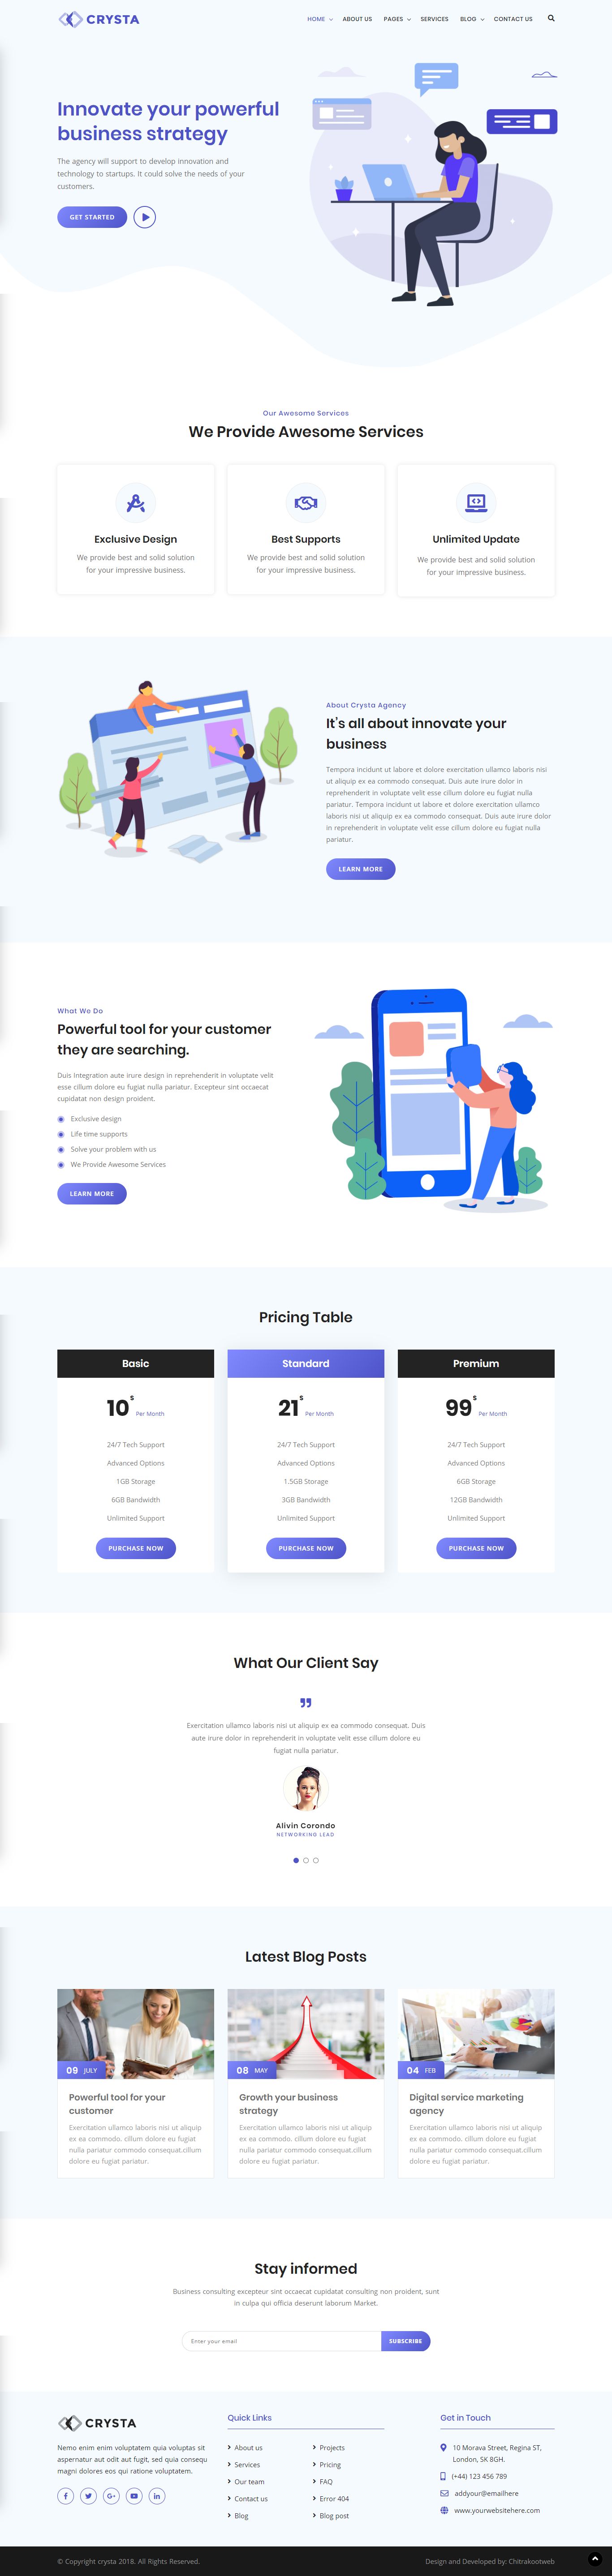 CRYSTA
HOME ABOUT US PAGES SERVICES BLOG CONTACT US
Innovate your powerful
business strategy
The agency will support to develop innovation and
technology to startups. It could solve the needs of your
customers.
GET STARTED
Our Awesome Services
We Provide Awesome Services
Exclusive Design
We provide best and solid solution
for your impressive business.
Best Supports
We provide best and solid solution
for your impressive business.
Unlimited Update
We provide best and solid solution
for your impressive business.
About Crysta Agency
It's all about innovate your
business
Tempora incidunt ut labore et dolore exercitation ullamco laboris nisi
ut aliquip ex ea commodo consequat. Duis aute irure dolor in
reprehenderit in voluptate velit esse cillum dolore eu fugiat nulla
pariatur. Tempora incidunt ut labore et dolore exercitation ullamco
laboris nisi ut aliquip ex ea commodo consequat. Duis aute irure dolor
in reprehenderit in voluptate velit esse cillum dolore eu fugiat nulla
pariatur.
LEARN MORE
What We Do
Powerful tool for your customer
they are searching.
Duis Integration aute irure design in reprehenderit in voluptate velit
esse cillum dolore eu fugiat nulla pariatur. Excepteur sint occaecat
cupidatat non design proident.
Exclusive design
Life time supports
Solve your problem with us
We Provide Awesome Services
LEARN MORE
Pricing Table
Basic
10 $ Per Month
24/7 Tech Support
Advanced Options
1GB Storage
6GB Bandwidth
Unlimited Support
PURCHASE NOW
Standard
21 $ Per Month
24/7 Tech Support
Advanced Options
1.5GB Storage
3GB Bandwidth
Unlimited Support
PURCHASE NOW
Premium
99 $ Per Month
24/7 Tech Support
Advanced Options
6GB Storage
12GB Bandwidth
Unlimited Support
PURCHASE NOW
What Our Client Say
Exercitation ullamco laboris nisi ut aliquip ex ea commodo consequat. Duis
aute irure dolor in reprehenderit in voluptate velit esse cillum dolore eu
fugiat nulla pariatur.
Alivin Corondo
NETWORKING LEAD
Latest Blog Posts
09 JULY
Powerful tool for your
customer
Exercitation ullamco laboris nisi ut aliquip
ex ea commodo. cillum dolore eu fugiat
nulla pariatur commodo consequat.cillum
dolore eu fugiat pariatur.
08 MAY
Growth your business
strategy
Exercitation ullamco laboris nisi ut aliquip
ex ea commodo. cillum dolore eu fugiat
nulla pariatur commodo consequat.cillum
dolore eu fugiat pariatur.
04 FEB
Digital service marketing
agency
Exercitation ullamco laboris nisi ut aliquip
ex ea commodo. cillum dolore eu fugiat
nulla pariatur commodo consequat.cillum
dolore eu fugiat pariatur.
Stay informed
Business consulting excepteur sint occaecat cupidatat consulting non proident, sunt
in culpa qui officia deserunt laborum Market.
Enter your email SUBSCRIBE
CRYSTA
Nemo enim enim voluptatem quia voluptas sit
aspernatur aut odit aut fugit, sed quia consequ
magni dolores eos qui ratione voluptatem.
Quick Links
About us
Services
Our team
Contact us
Blog
Projects
Pricing
FAQ
Error 404
Blog post
Get in Touch
10 Morava Street, Regina ST,
London, SK 8GH.
(+44) 123 456 789
addyour@emailhere
www.yourwebsitehere.com
© Copyright crysta 2018. All Rights Reserved.
Design and Developed by: Chitrakootweb